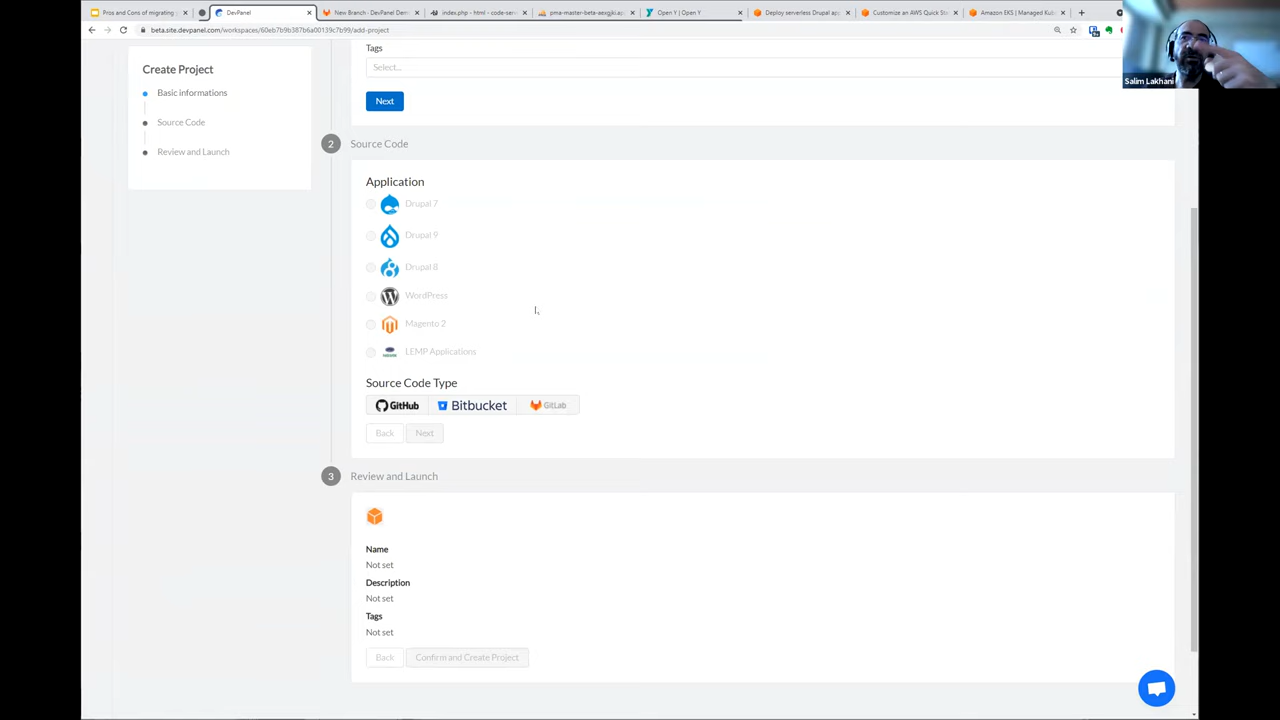 Pros and Cons of migrating
DevPanel
New Branch · DevPanel Dem
index.php - html - code-serv
pma-master-beta-aexgjki.ap
Open Y | Open Y
Deploy serverless Drupal ap
Customize an AWS Quick Sta
Amazon EKS | Managed Kub
beta.site.devpanel.com/workspaces/60eb7b9b387b6a00139c7b99/add-project
Salim Lakhani
Create Project
Basic informations
Source Code
Review and Launch
Tags
Select...
Next
2 Source Code
Application
Drupal 7
Drupal 9
Drupal 8
WordPress
Magento 2
LEMP Applications
Source Code Type
GitHub Bitbucket GitLab
Back Next
3 Review and Launch
Name
Not set
Description
Not set
Tags
Not set
Back Confirm and Create Project